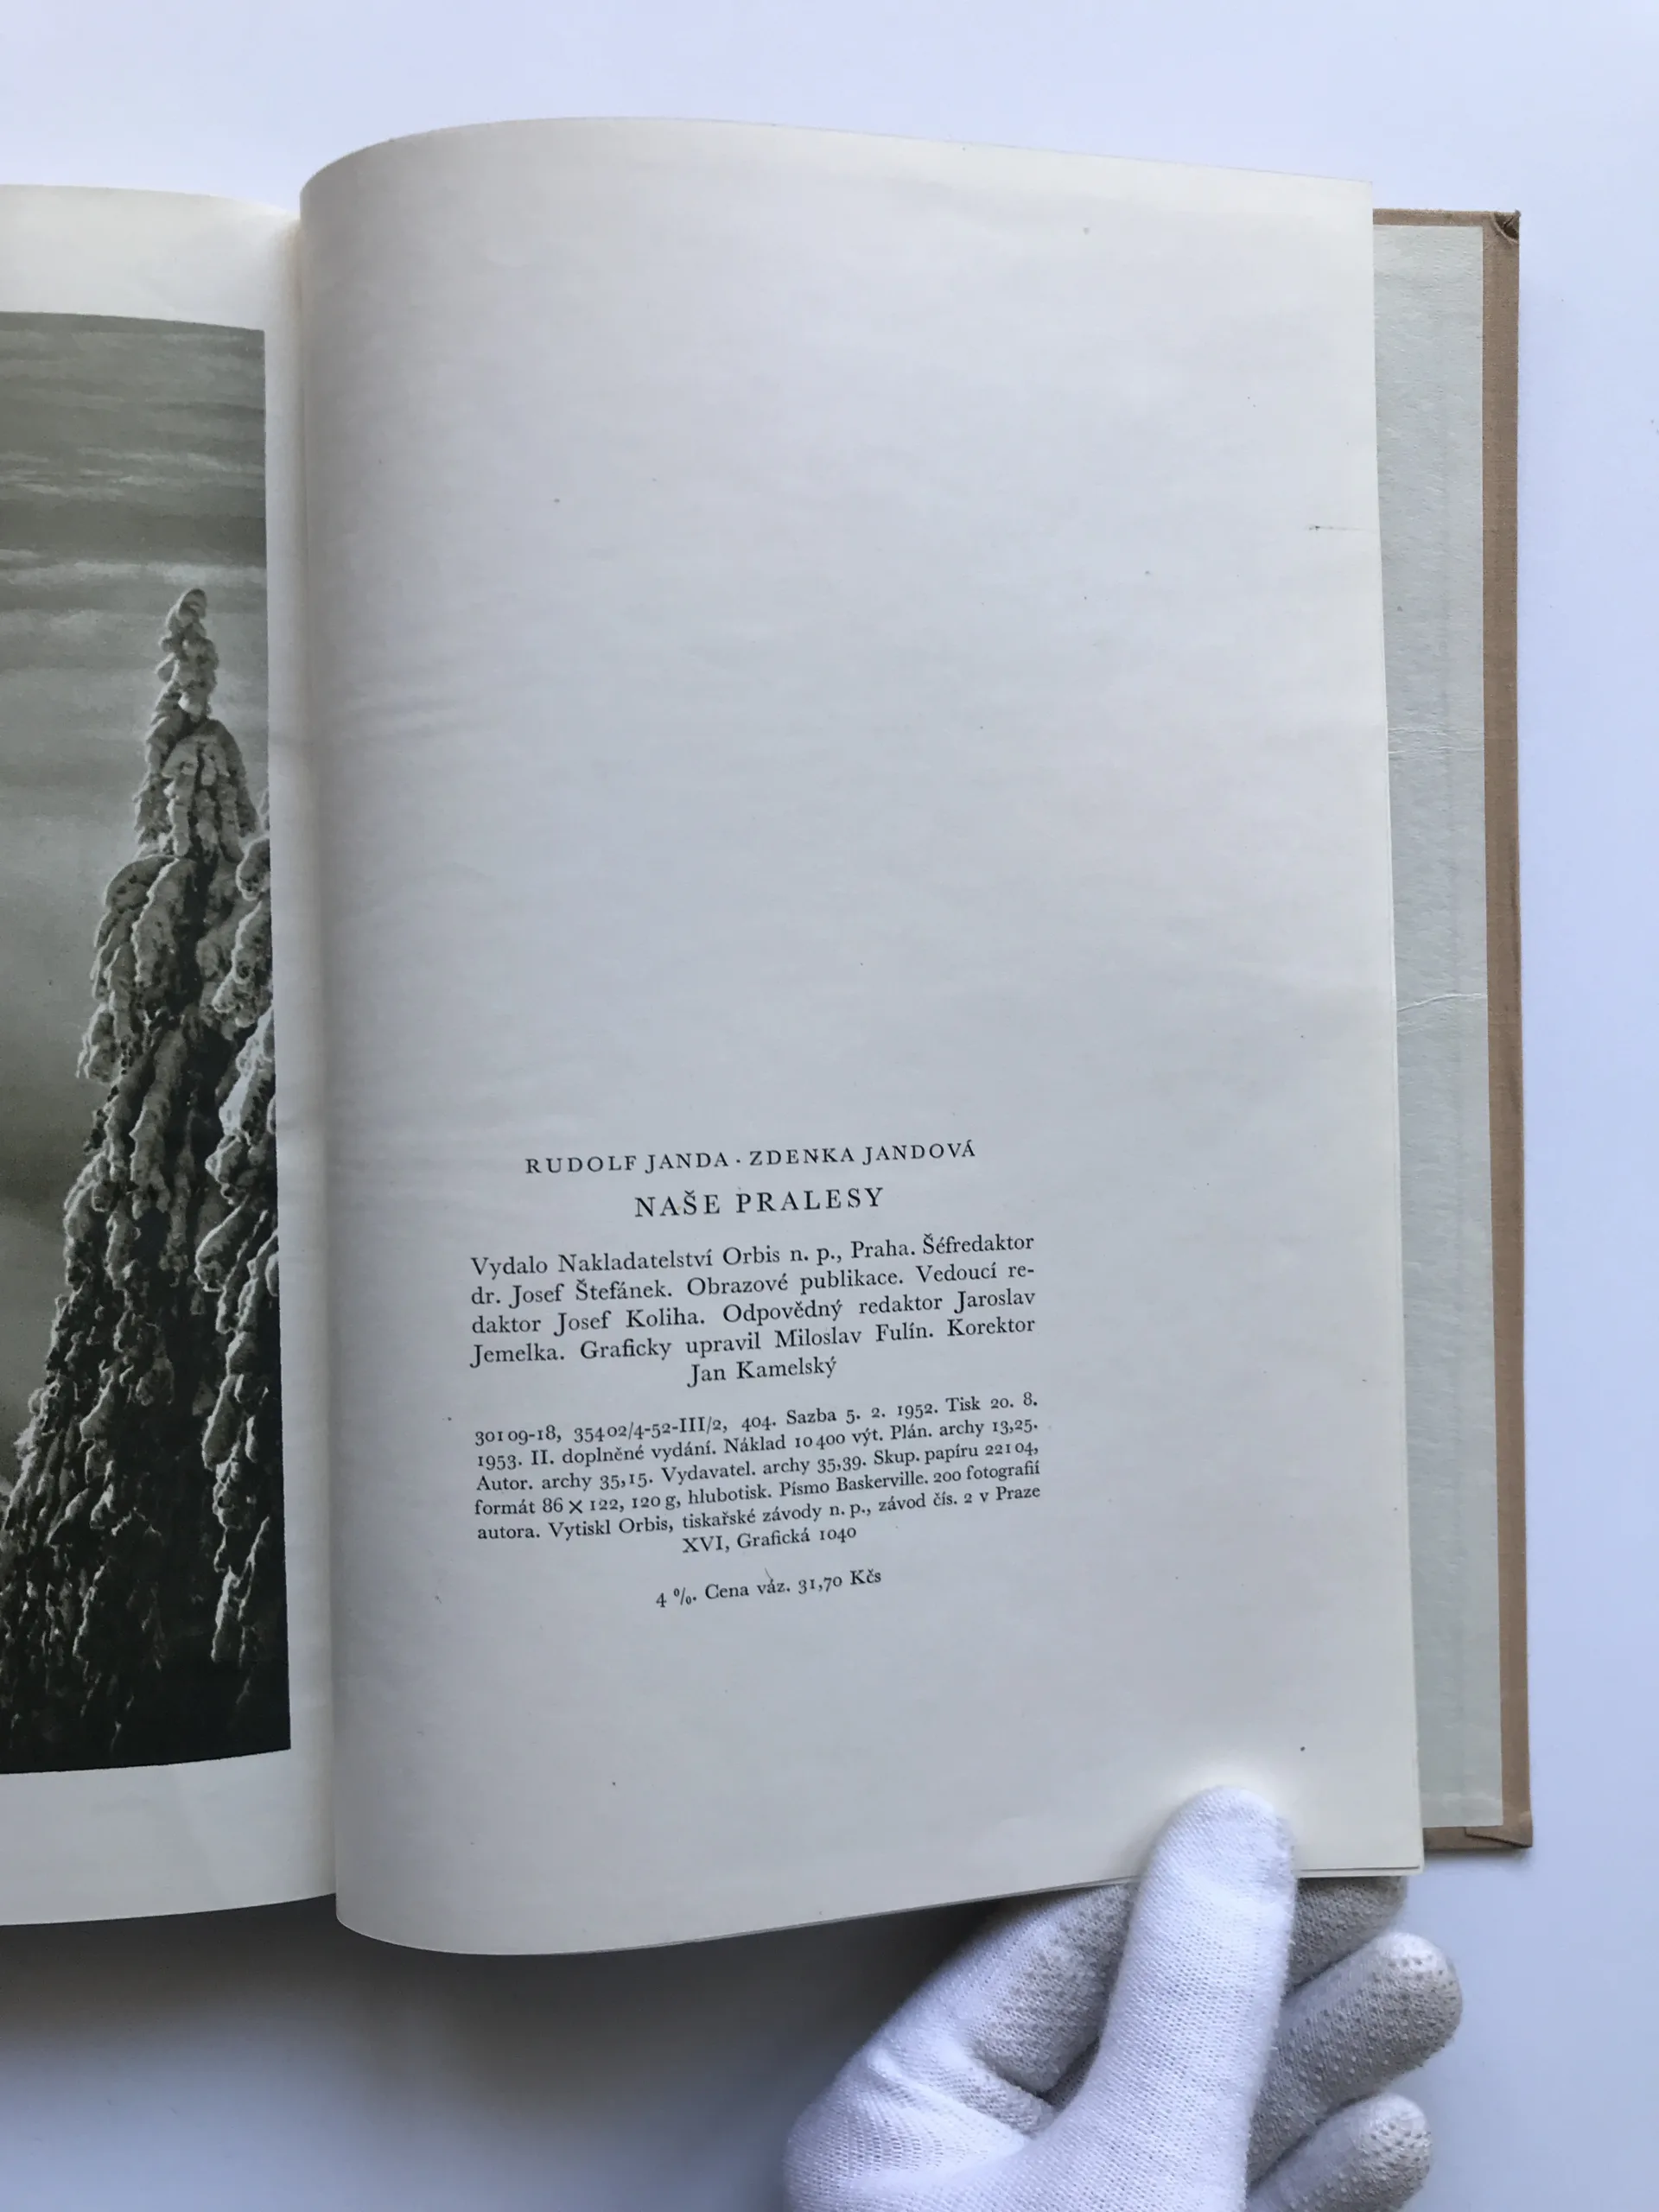 RUDOLF JANDA · ZDENKA JANDOVÁ
NAŠE PRALESY
Vydalo Nakladatelství Orbis n. p., Praha. Šéfredaktor
dr. Josef Štefánek. Obrazové publikace. Vedoucí re-
daktor Josef Koliha. Odpovědný redaktor Jaroslav
Jemelka. Graficky upravil Miloslav Fulín. Korektor
Jan Kamelský
30109-18, 35402/4-52-III/2, 404. Sazba 5. 2. 1952. Tisk 20. 8.
1953. II. doplněné vydání. Náklad 10 400 výt. Plán. archy 13,25.
Autor. archy 35,15. Vydavatel. archy 35,39. Skup. papíru 22104,
formát 86 × 122, 120 g, hlubotisk. Písmo Baskerville. 200 fotografií
autora. Vytiskl Orbis, tiskařské závody n. p., závod čís. 2 v Praze
XVI, Grafická 1040
4 %. Cena váz. 31,70 Kčs